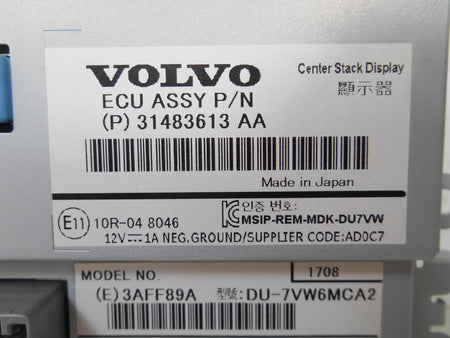 VOLVO
Center Stack Display
顯示器
ECU ASSY P/N
(P) 31483613 AA
Made in Japan
인증 번호:
MSIP-REM-MDK-DU7VW
E11 10R-04 8046
12V⎓1A NEG.GROUND/SUPPLIER CODE:AD0C7
MODEL NO.
1708
(E)3AFF89A 型號:DU-7VW6MCA2